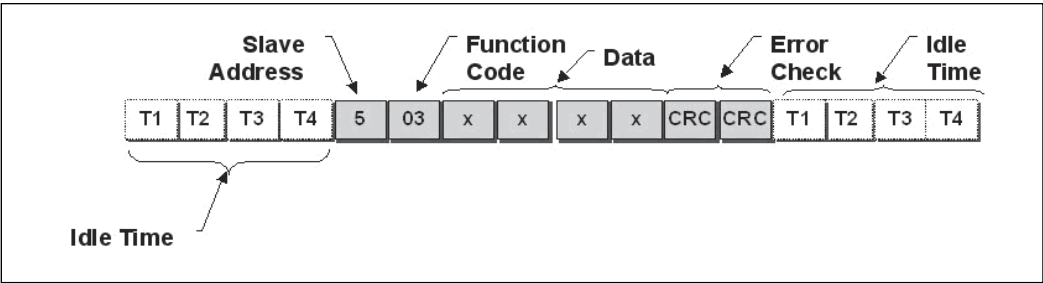 Slave
Address
Function
Code
Data
Error
Check
Idle
Time
T1 T2 T3 T4 5 03 x x x x CRC CRC T1 T2 T3 T4
Idle Time